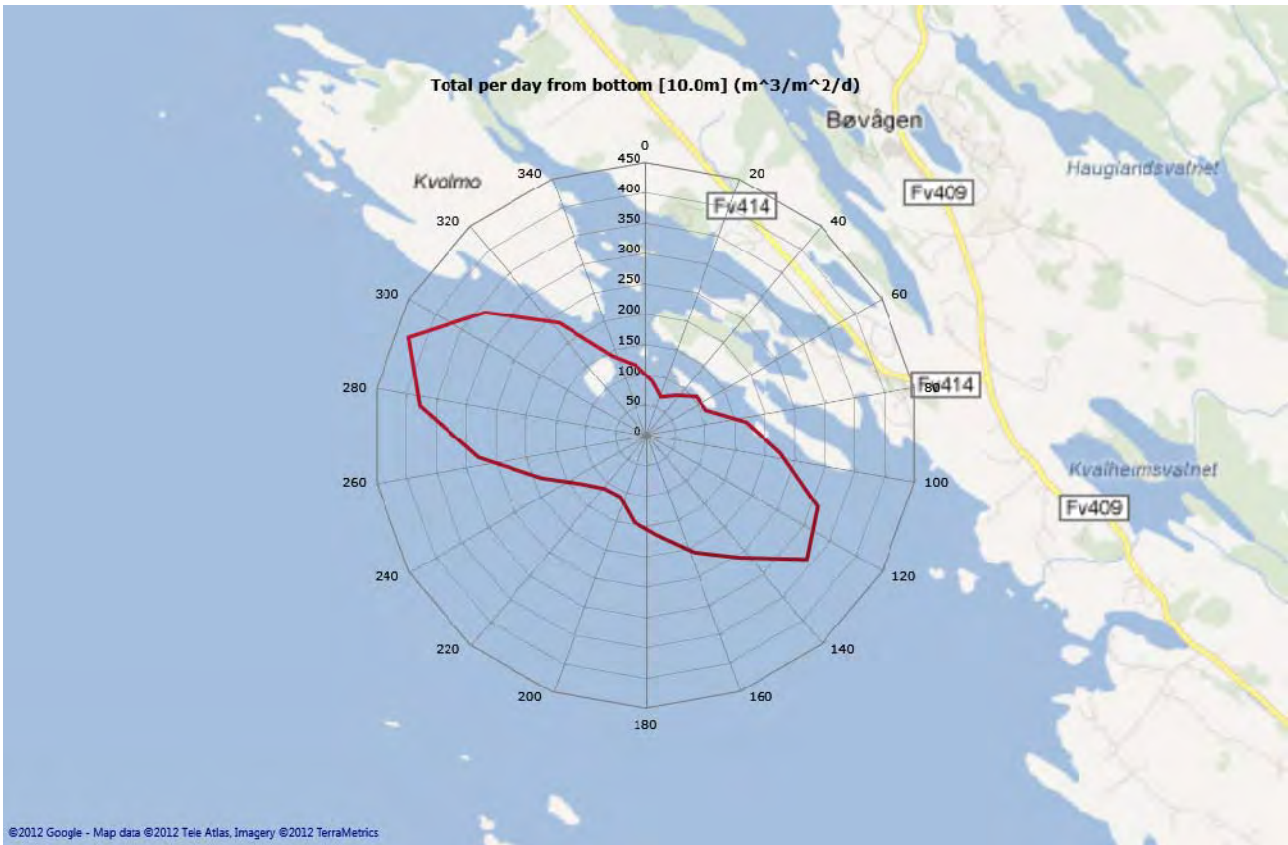 Total per day from bottom [10.0m] (m^3/m^2/d)
Bøvågen
Hauglandsvatnet
Kvolmo
Fv409
Fv414
0
20
40
60
80
Fv414
100
120
140
160
180
200
220
240
260
280
300
320
340
450
400
350
300
250
200
150
100
50
0
Kvalheimsvatnet
Fv409
©2012 Google - Map data ©2012 Tele Atlas, Imagery ©2012 TerraMetrics